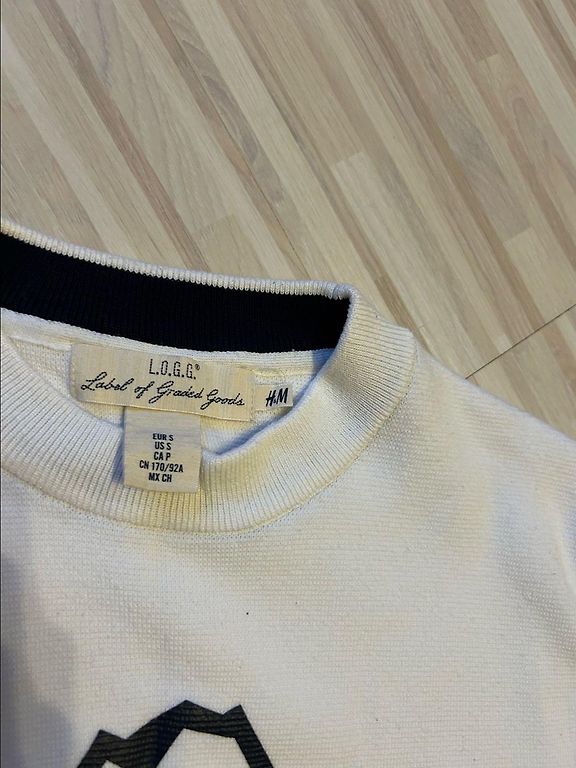 L.O.G.G.®
Label of Graded Goods
H&M
EUR S
US S
CA P
CN 170/92A
MX CH